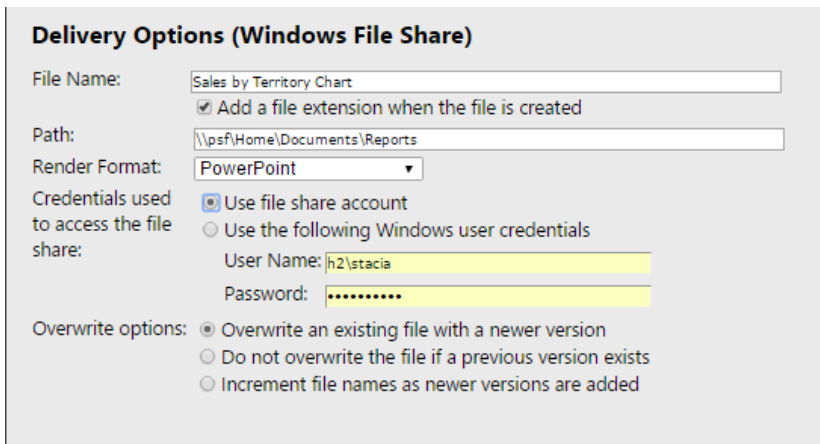 Delivery Options (Windows File Share)
File Name: Sales by Territory Chart
Add a file extension when the file is created
Path: \\psf\Home\Documents\Reports
Render Format: PowerPoint
Credentials used
to access the file
share:
Use file share account
Use the following Windows user credentials
User Name: h2\stacia
Password: ••••••••••
Overwrite options: Overwrite an existing file with a newer version
Do not overwrite the file if a previous version exists
Increment file names as newer versions are added